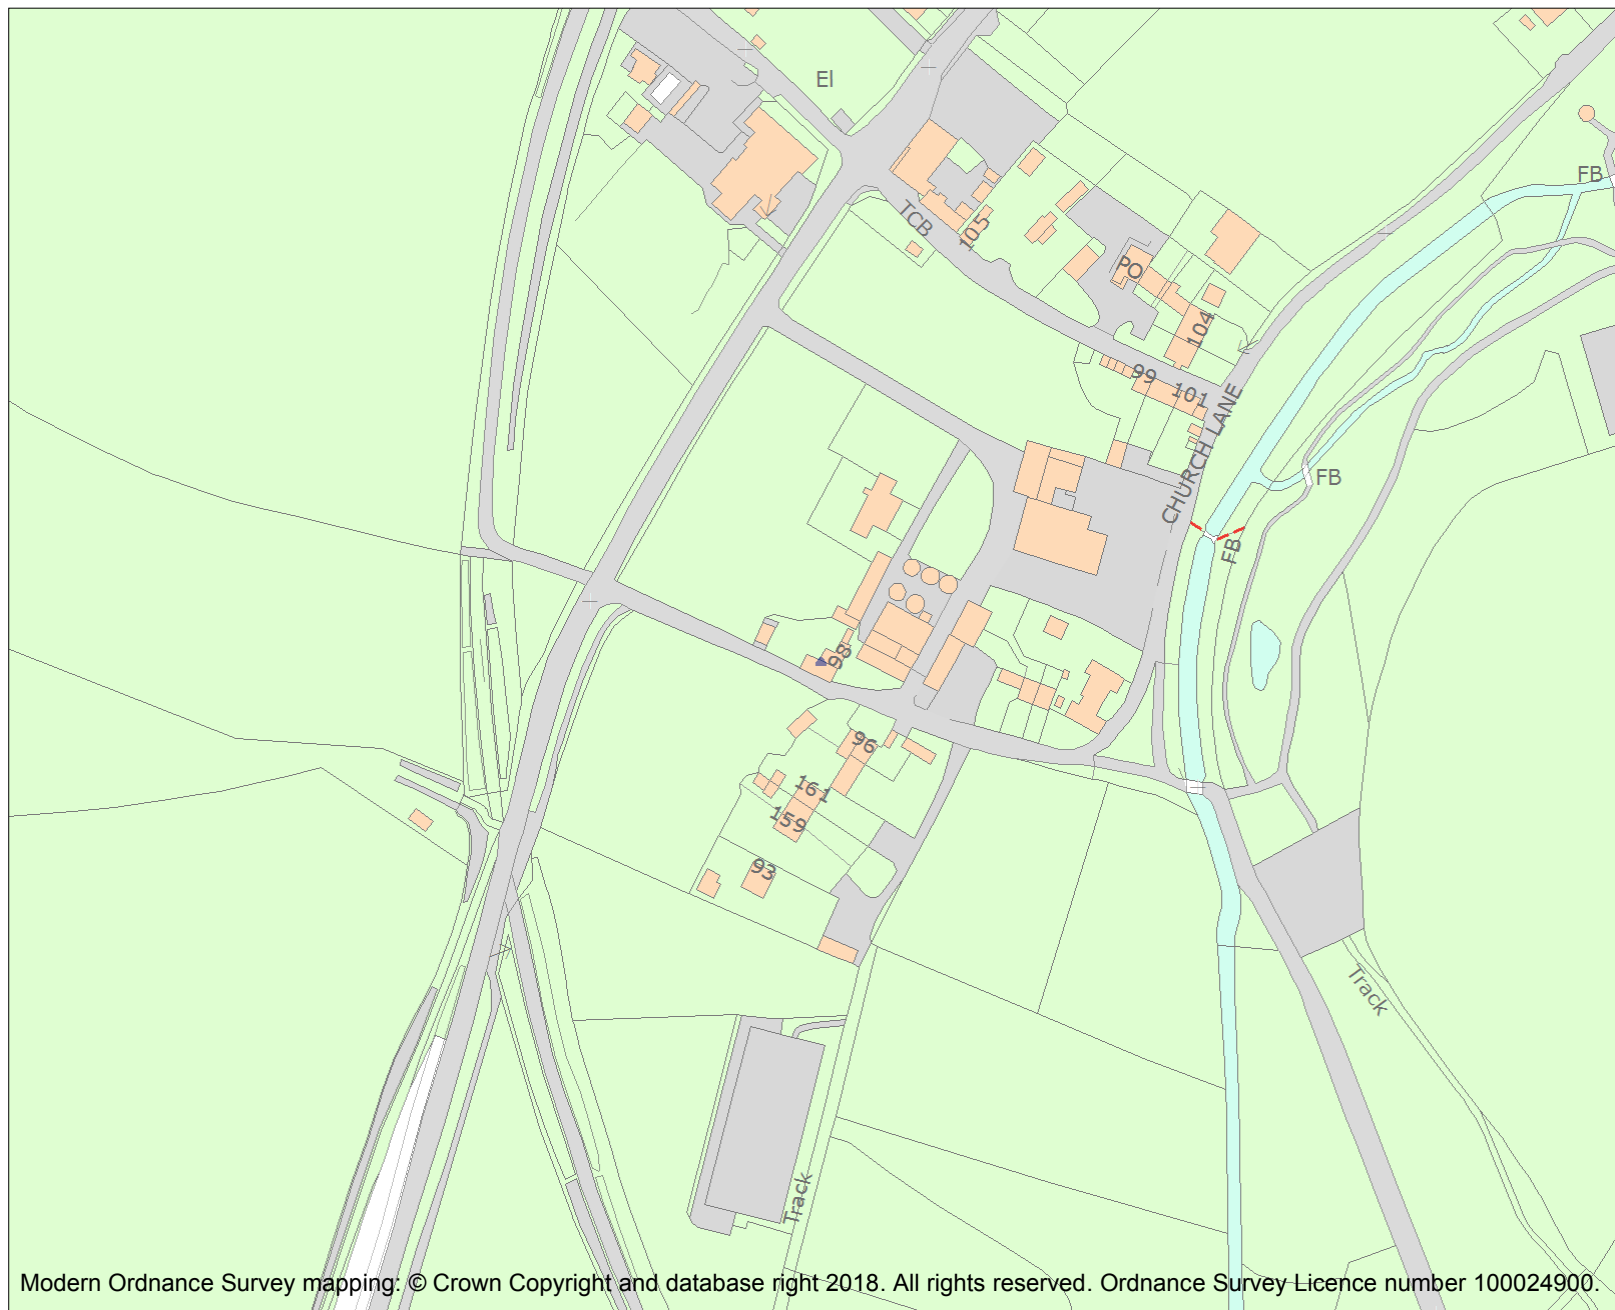 El
FB
TCB
105
PO
104
99
101
CHURCH LANE
FB
FB
98
96
161
159
93
Track
Track
Modern Ordnance Survey mapping: © Crown Copyright and database right 2018. All rights reserved. Ordnance Survey Licence number 100024900.